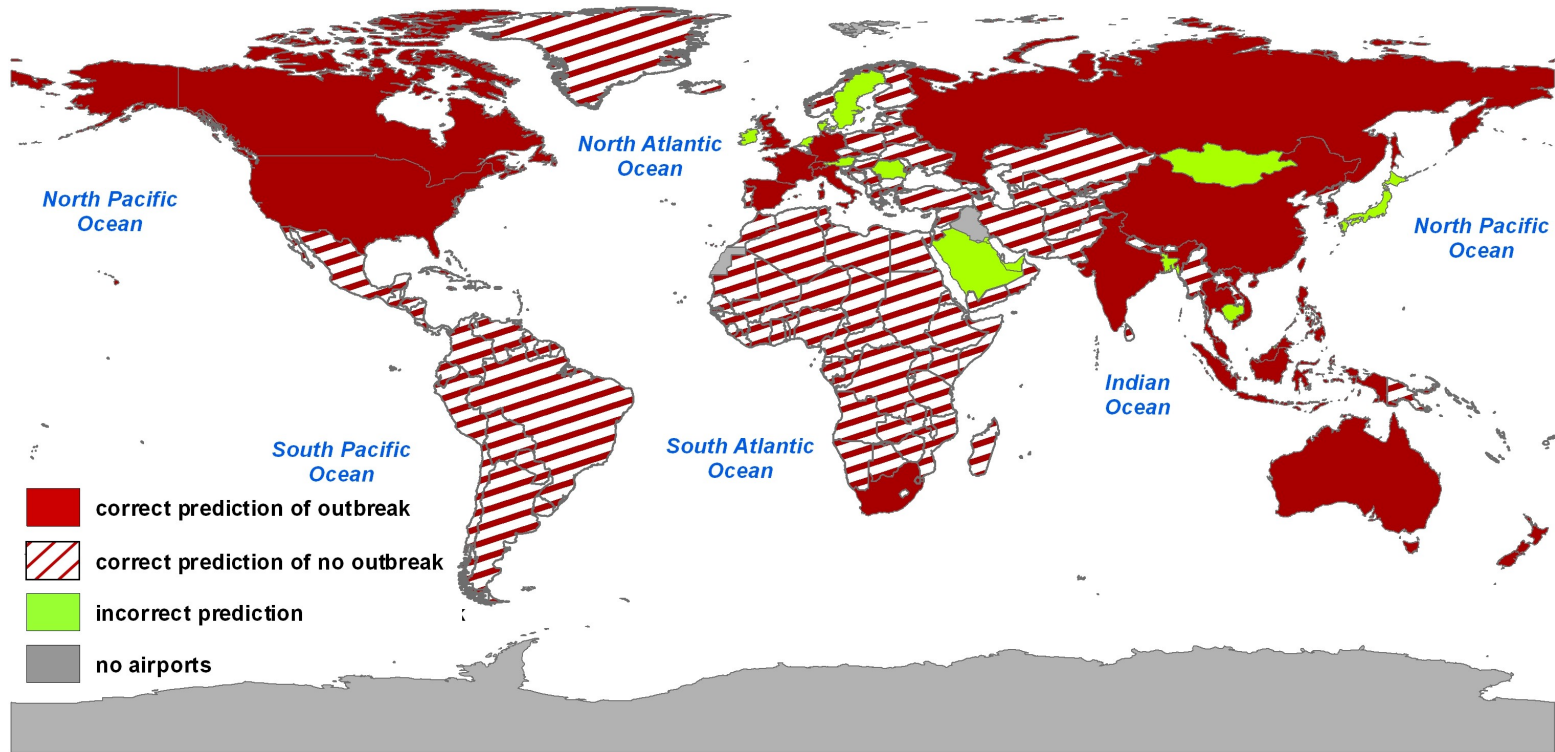 North Atlantic
Ocean
North Pacific
Ocean
North Pacific
Ocean
Indian
Ocean
South Pacific
Ocean
South Atlantic
Ocean
correct prediction of outbreak
correct prediction of no outbreak
incorrect prediction
no airports